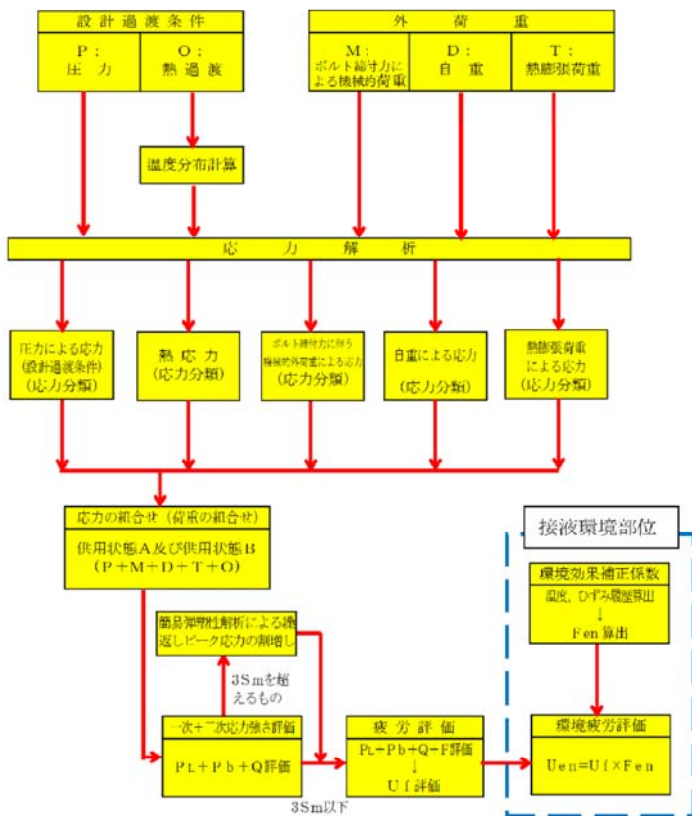 設計過渡条件
P：
圧力
O：
熱過渡
外荷重
M：
ボルト締付力
による機械的荷重
D：
自重
T：
熱膨張荷重
温度分布計算
応力解析
圧力による応力
(設計過渡条件)
(応力分類)
熱応力
(応力分類)
ボルト締付力に伴う
機械的外荷重による応力
(応力分類)
自重による応力
(応力分類)
熱膨張荷重
による応力
(応力分類)
応力の組合せ（荷重の組合せ）
供用状態A及び供用状態B
(P＋M＋D＋T＋O)
接液環境部位
環境効果補正係数
温度、ひずみ履歴算出
↓
Fen算出
簡易弾塑性解析による繰
返しピーク応力の割増し
3Smを超
えるもの
一次＋二次応力強さ評価
PL＋Pb＋Q評価
3Sm以下
疲労評価
PL＋Pb＋Q＋F評価
↓
Uf評価
環境疲労評価
Uen=Uf×Fen